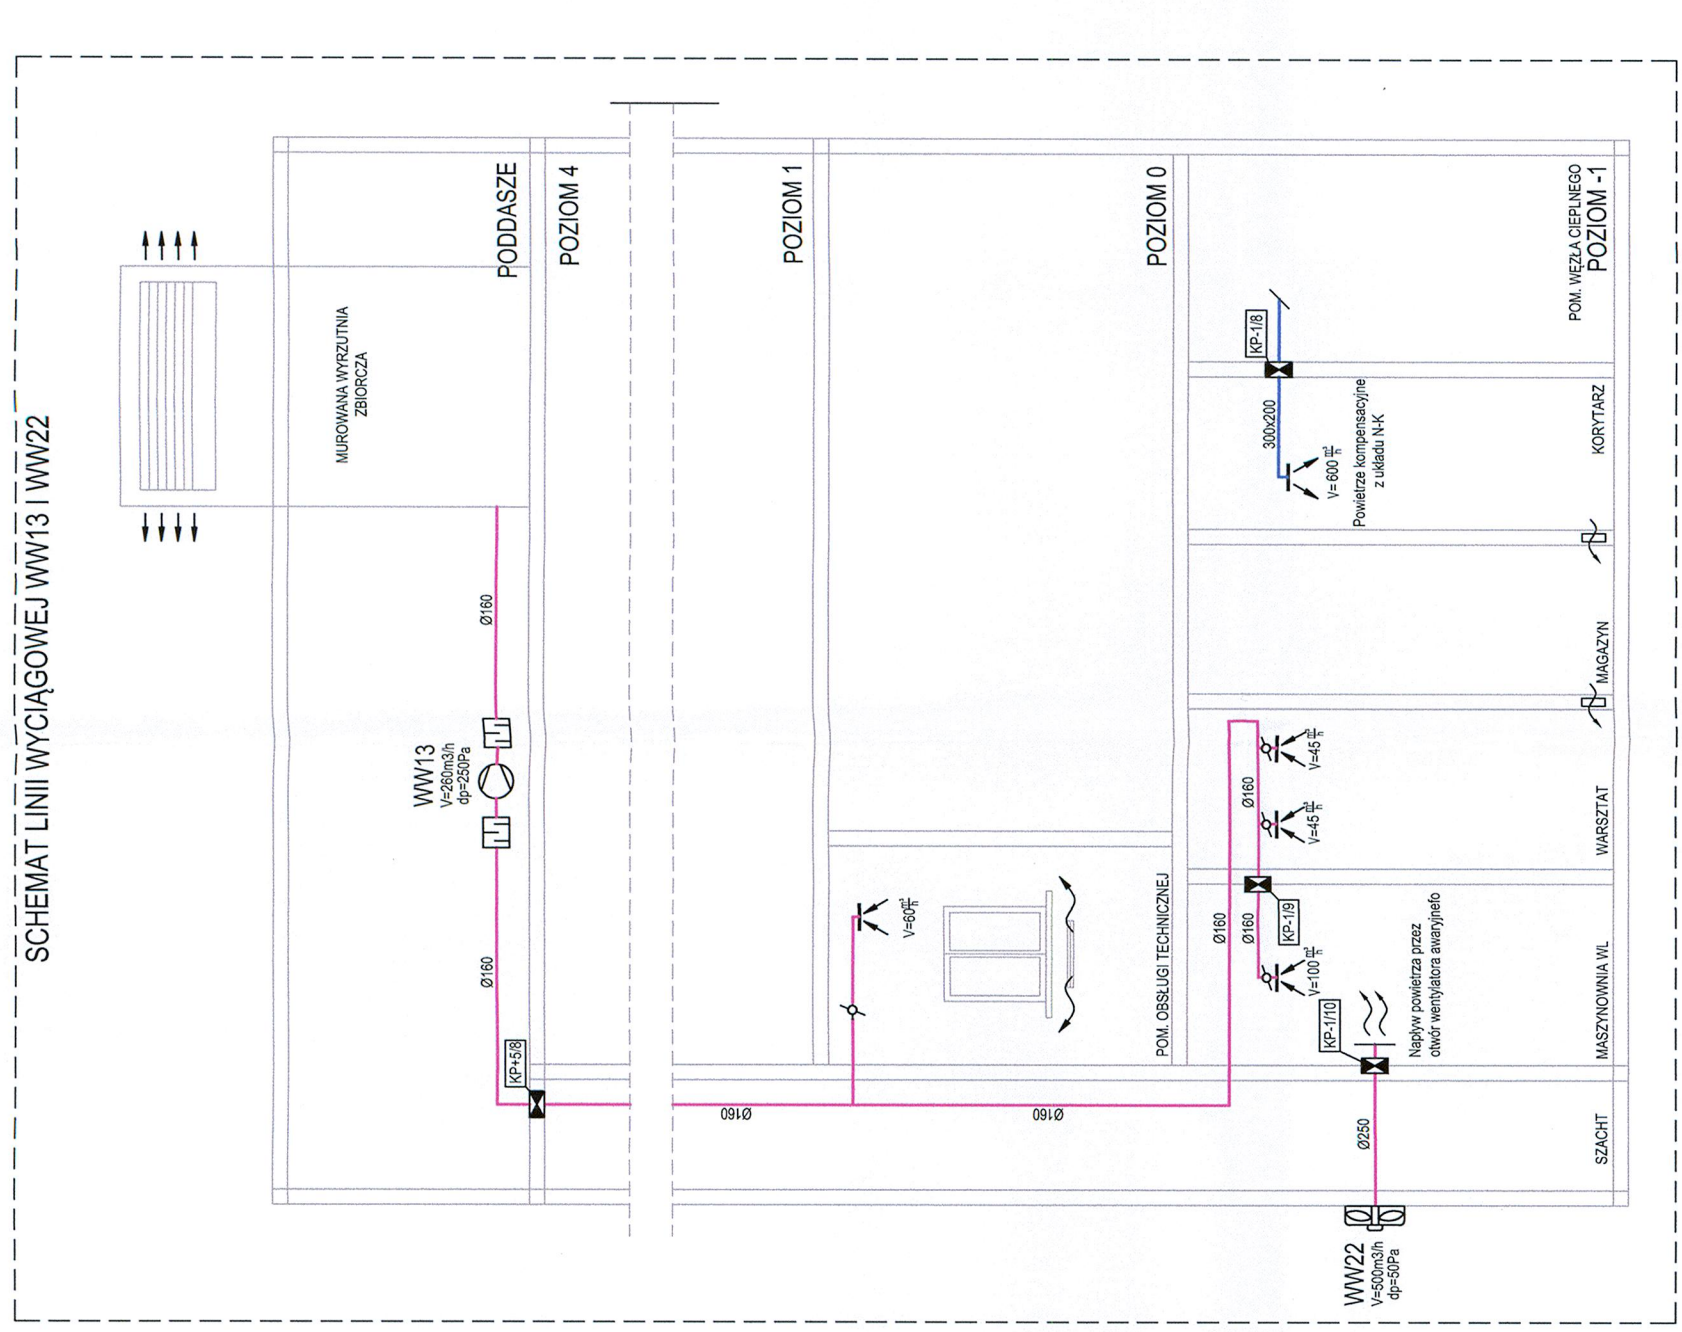 SCHEMAT LINII WYCIĄGOWEJ WW13 I WW22
MUROWANA WYRZUTNIA
ZBIORCZA
PODDASZE
WW13
V=260m3/h
dp=250Pa
Ø160
Ø160
KP+5/8
POZIOM 4
POZIOM 1
Ø160
V=60 m³/h
POM. OBSŁUGI TECHNICZNEJ
POZIOM 0
Ø160
Ø160
Ø160
Ø160
KP-1/9
V=100 m³/h
V=45 m³/h
V=45 m³/h
KP-1/8
300x200
V=600 m³/h
Powietrze kompensacyjne
z układu N-K
KP-1/10
Napływ powietrza przez
otwór wentylatora awaryjnefo
Ø250
WW22
V=500m3/h
dp=50Pa
SZACHT
MASZYNOWNIA WL
WARSZTAT
MAGAZYN
KORYTARZ
POM. WĘZŁA CIEPLNEGO
POZIOM -1